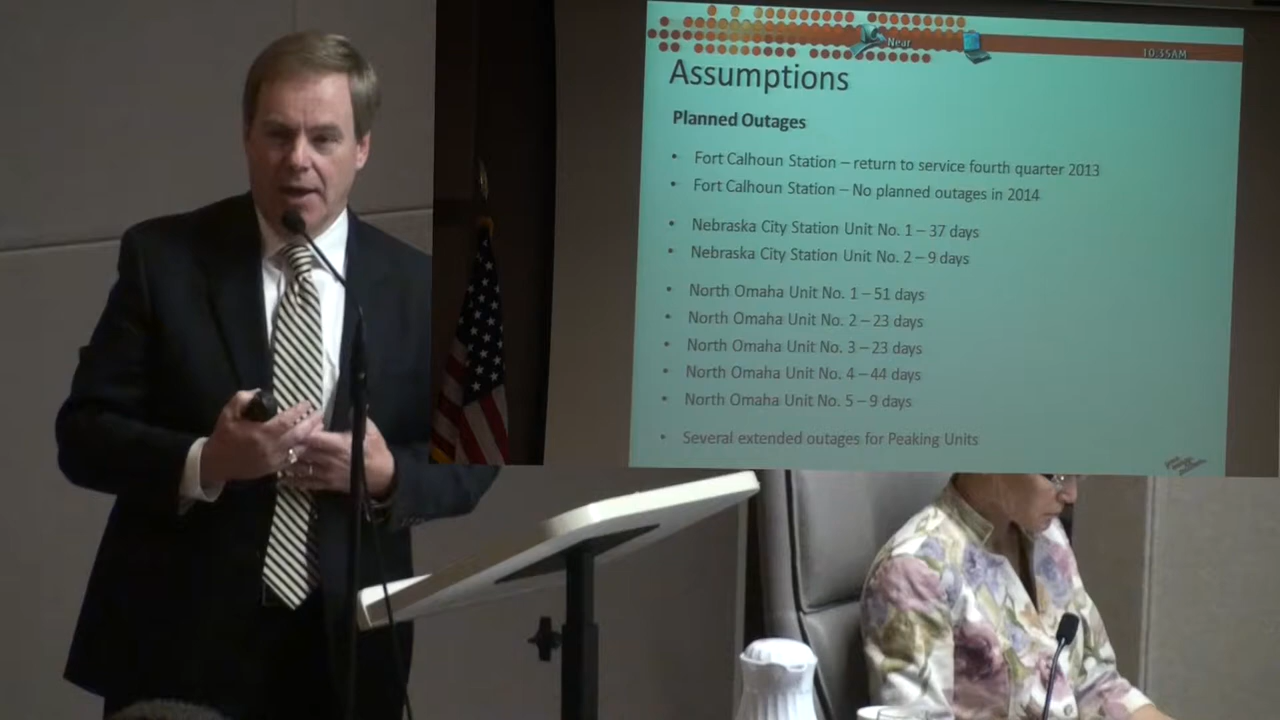 Near
10:35AM
Assumptions
Planned Outages
• Fort Calhoun Station – return to service fourth quarter 2013
• Fort Calhoun Station – No planned outages in 2014
• Nebraska City Station Unit No. 1 – 37 days
• Nebraska City Station Unit No. 2 – 9 days
• North Omaha Unit No. 1 – 51 days
• North Omaha Unit No. 2 – 23 days
• North Omaha Unit No. 3 – 23 days
• North Omaha Unit No. 4 – 44 days
• North Omaha Unit No. 5 – 9 days
• Several extended outages for Peaking Units